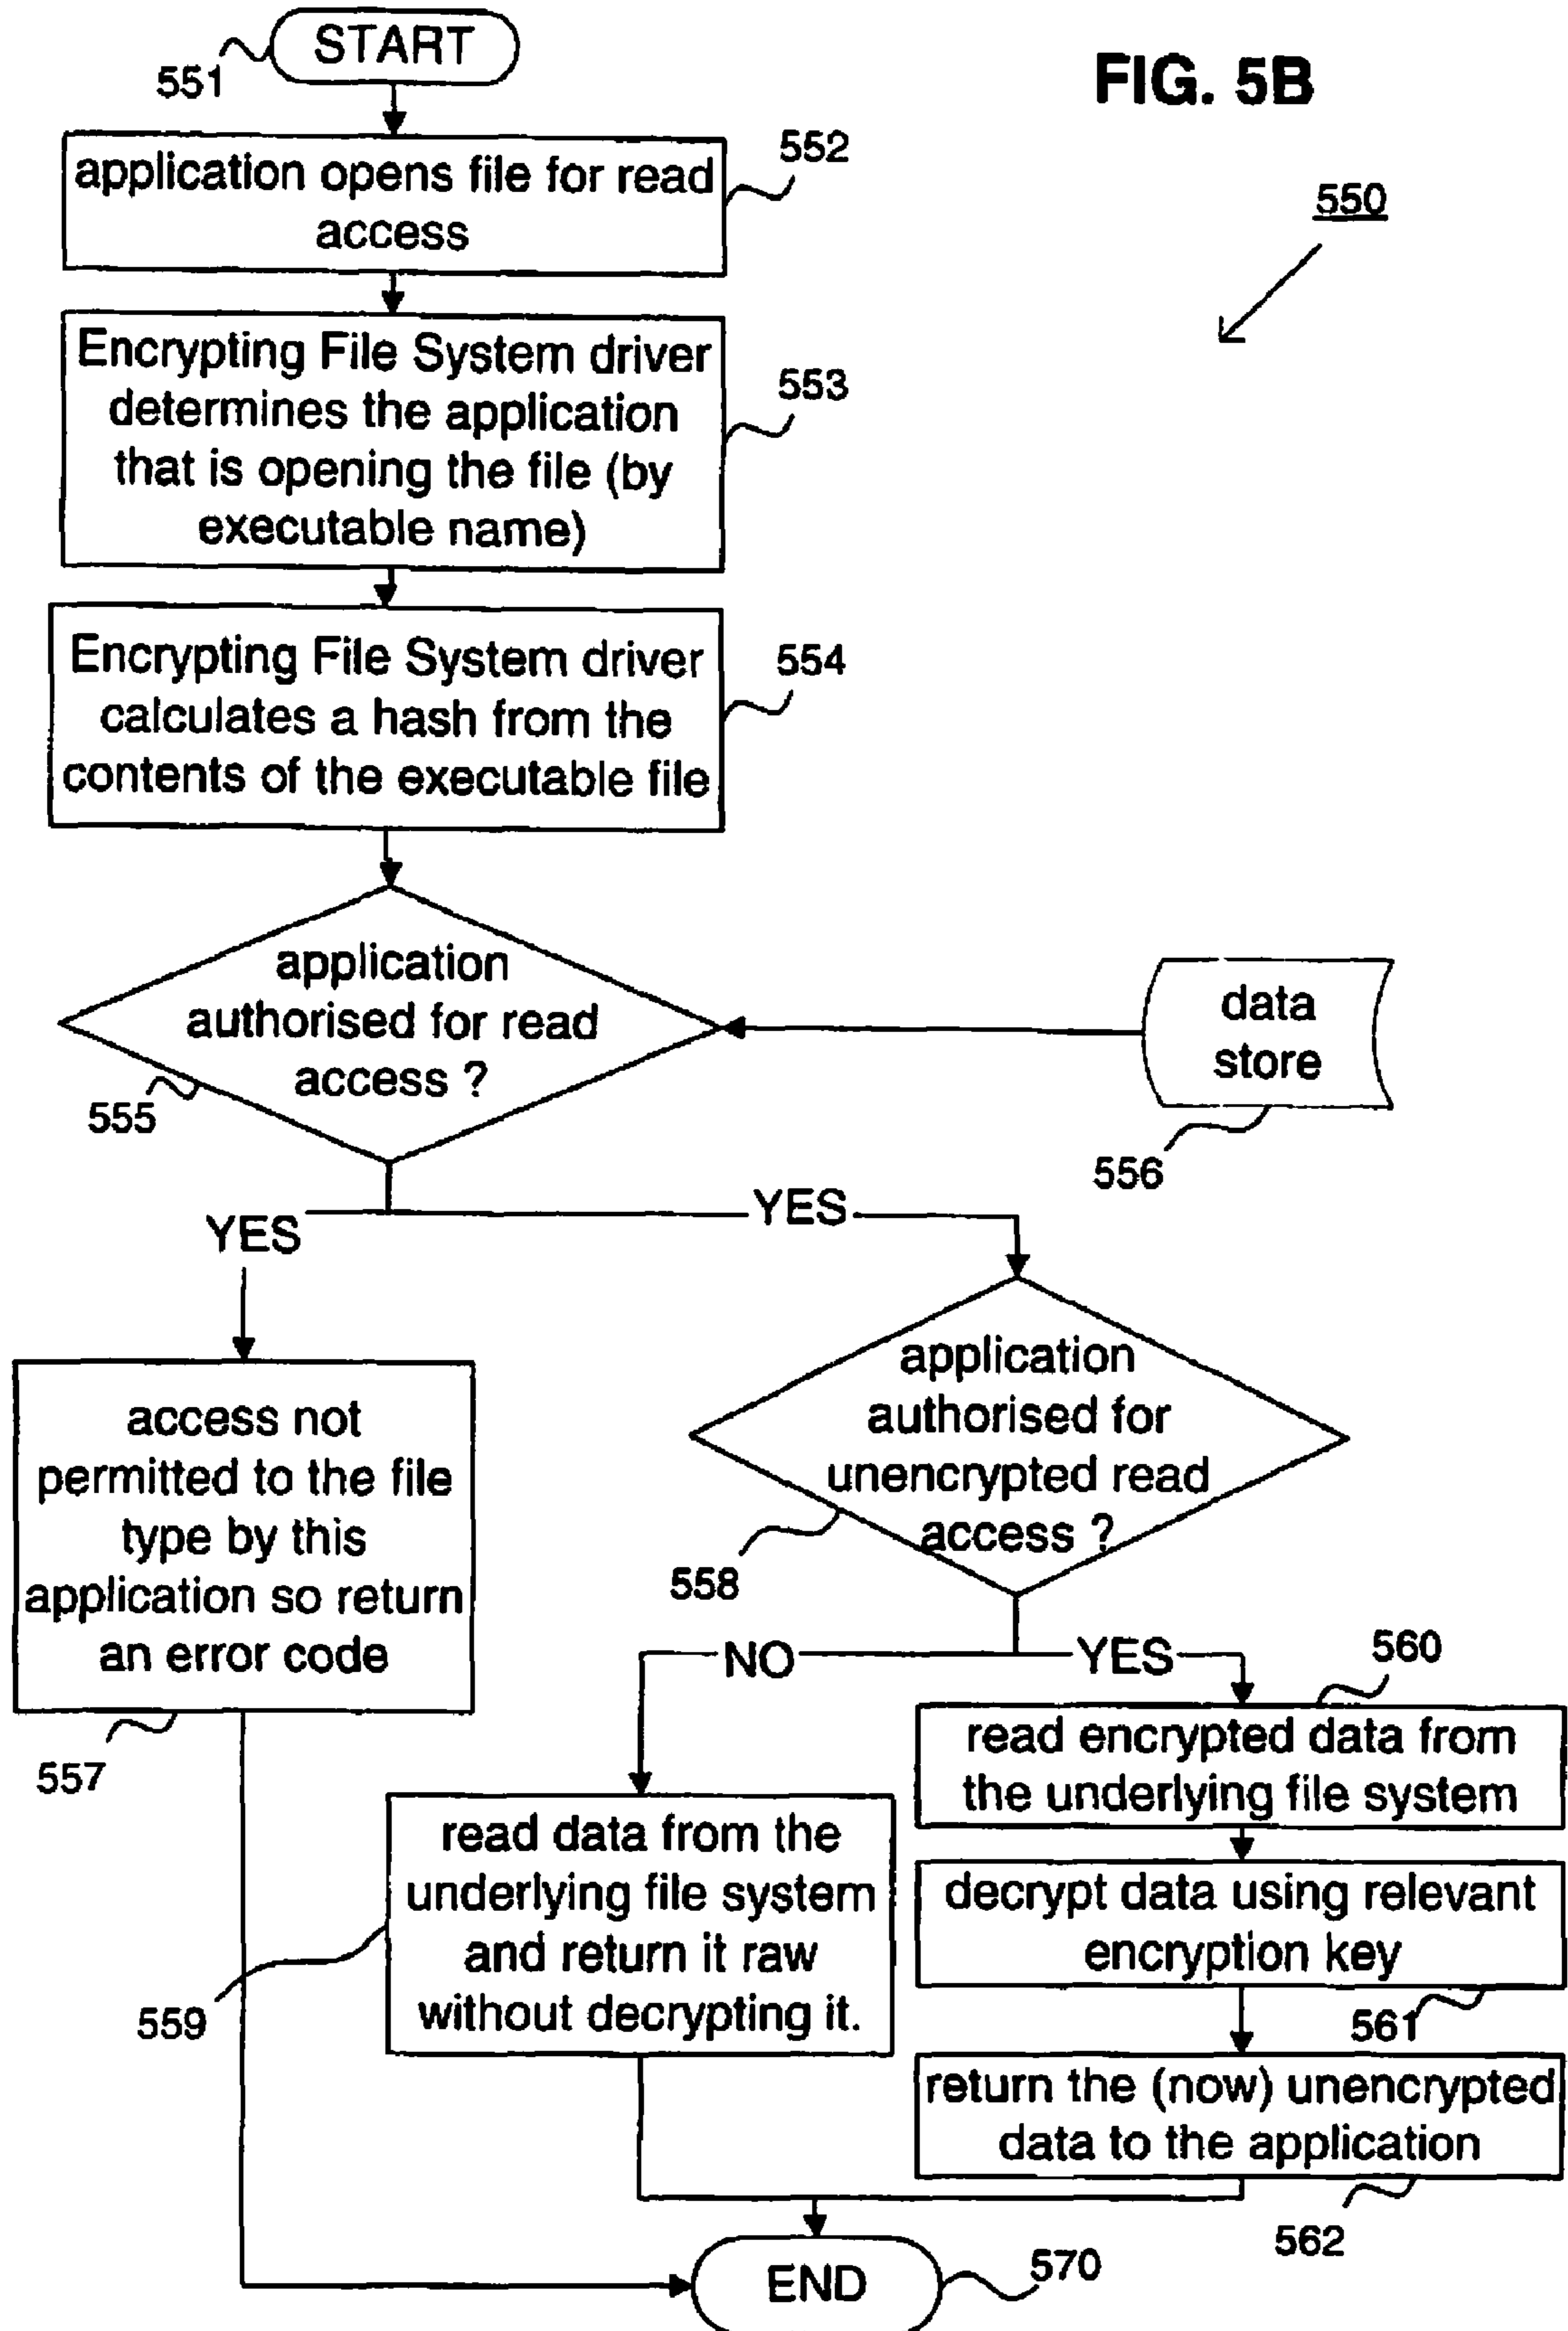 START
551
FIG. 5B
550
application opens file for read
access
552
Encrypting File System driver
determines the application
that is opening the file (by
executable name)
553
Encrypting File System driver
calculates a hash from the
contents of the executable file
554
application
authorised for read
access ?
555
data
store
556
YES
YES
access not
permitted to the file
type by this
application so return
an error code
557
application
authorised for
unencrypted read
access ?
558
NO
YES
560
read encrypted data from
the underlying file system
read data from the
underlying file system
and return it raw
without decrypting it.
559
decrypt data using relevant
encryption key
561
return the (now) unencrypted
data to the application
562
END
570